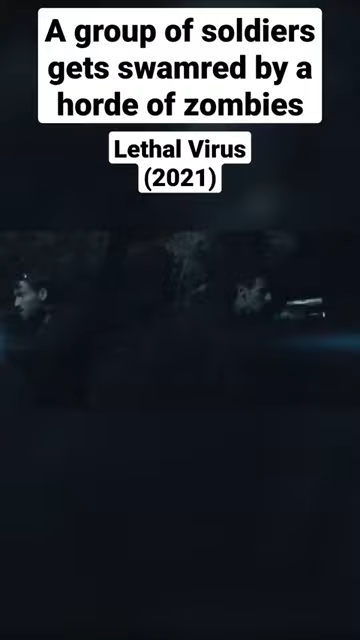 A group of soldiers
gets swamred by a
horde of zombies
Lethal Virus
(2021)